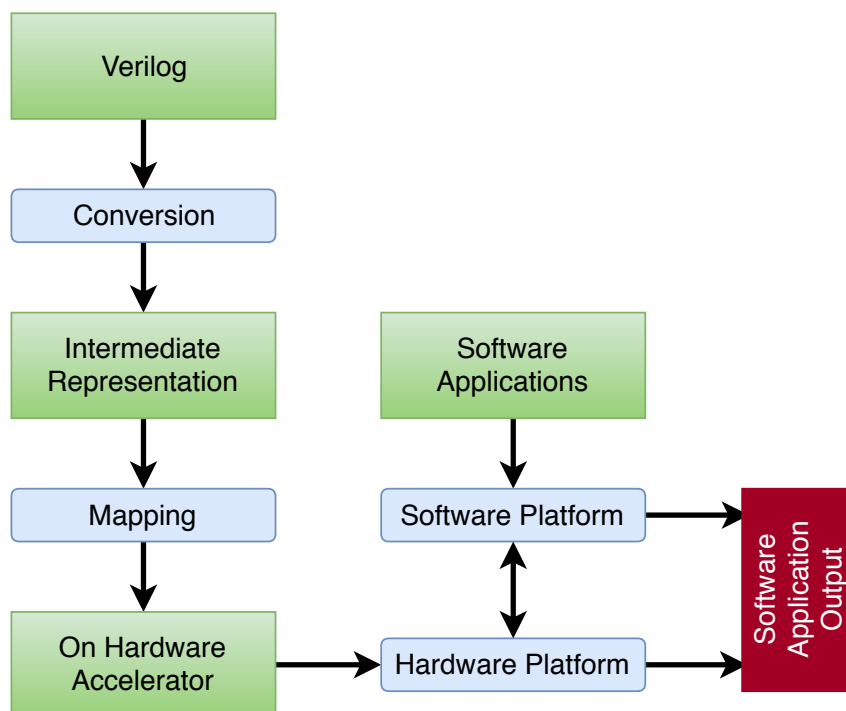 Verilog
Conversion
Intermediate
Representation
Software
Applications
Mapping
Software Platform
Software
Application
Output
On Hardware
Accelerator
Hardware Platform